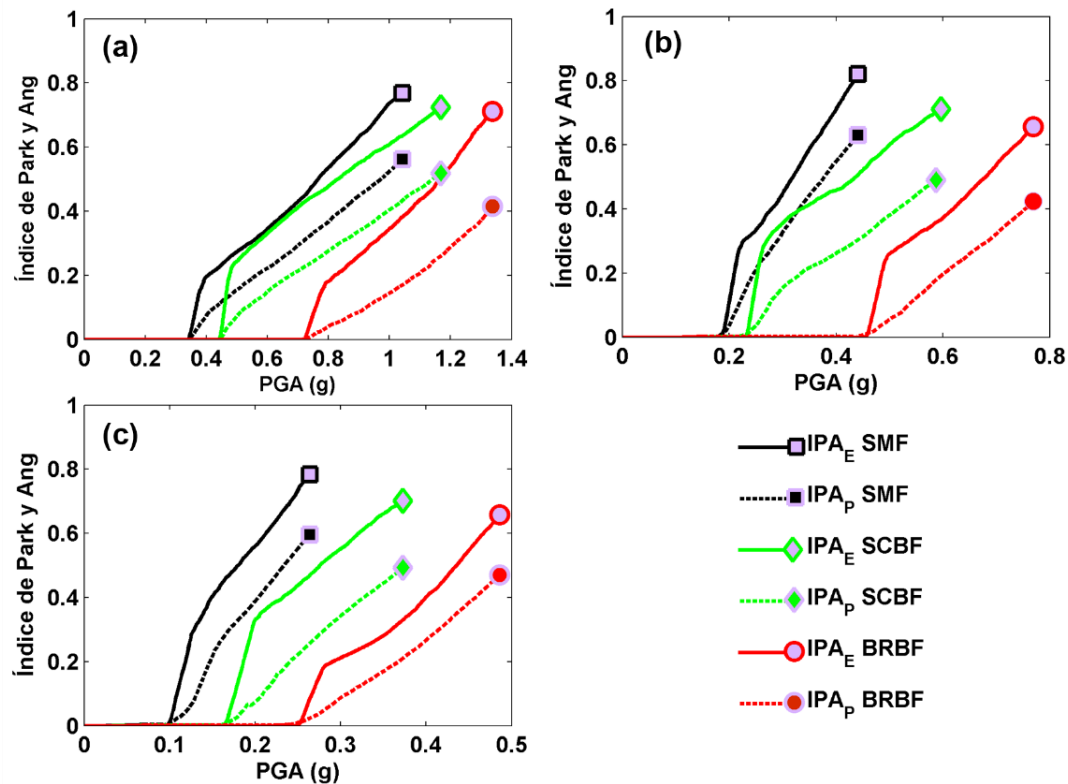 (a)
Índice de Park y Ang
1
0.8
0.6
0.4
0.2
0
0 0.2 0.4 0.6 0.8 1 1.2 1.4
PGA (g)
(b)
Índice de Park y Ang
1
0.8
0.6
0.4
0.2
0
0 0.2 0.4 0.6 0.8
PGA (g)
(c)
Índice de Park y Ang
1
0.8
0.6
0.4
0.2
0
0 0.1 0.2 0.3 0.4 0.5
PGA (g)
IPA_E SMF
IPA_P SMF
IPA_E SCBF
IPA_P SCBF
IPA_E BRBF
IPA_P BRBF